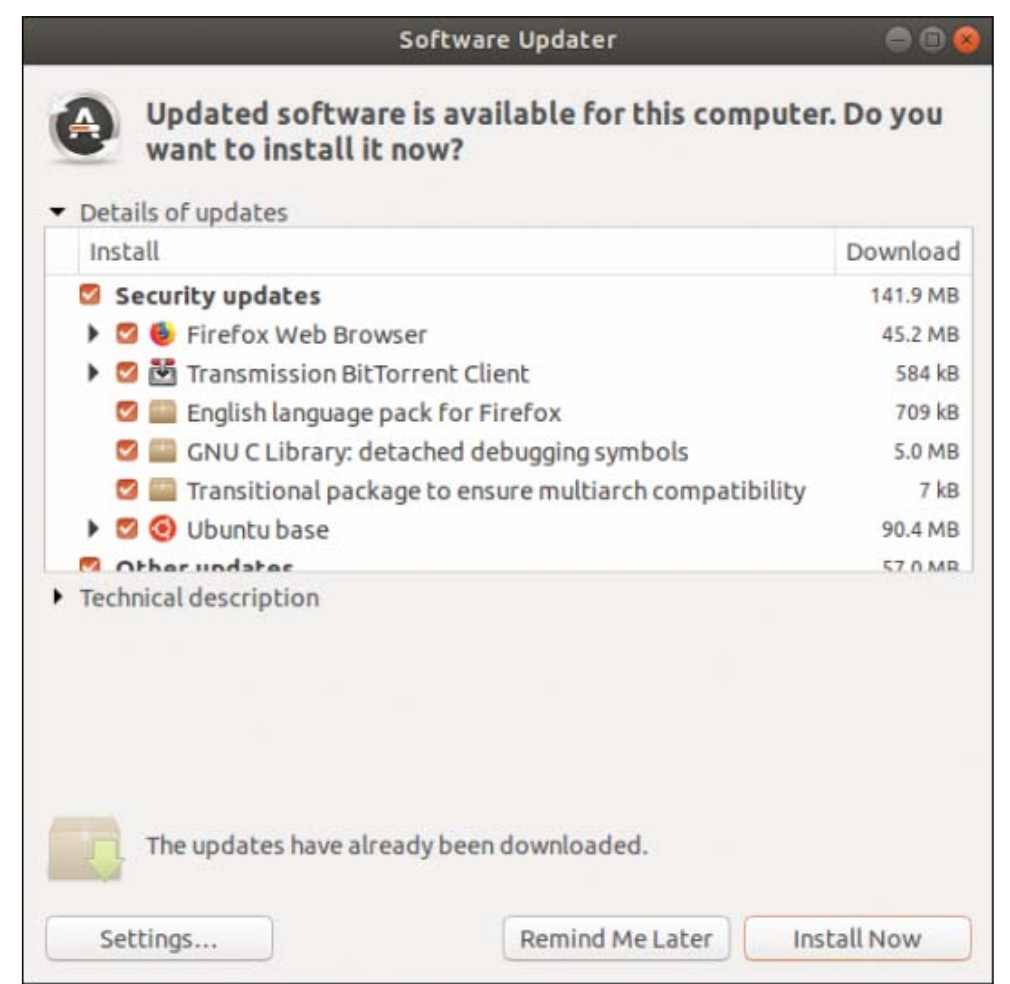 Software Updater
Updated software is available for this computer. Do you
want to install it now?
Details of updates
Install Download
Security updates 141.9 MB
Firefox Web Browser 45.2 MB
Transmission BitTorrent Client 584 kB
English language pack for Firefox 709 kB
GNU C Library: detached debugging symbols 5.0 MB
Transitional package to ensure multiarch compatibility 7 kB
Ubuntu base 90.4 MB
Other updates 57.0 MB
Technical description
The updates have already been downloaded.
Settings... Remind Me Later Install Now